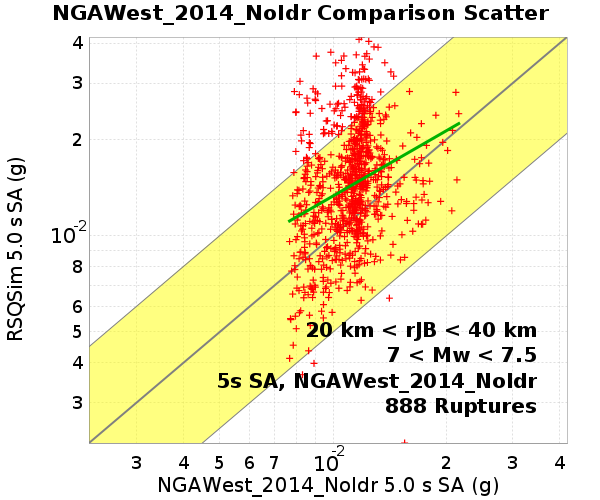 NGAWest_2014_NoIdr Comparison Scatter
4
3
2
10-2
8
6
5
4
3
RSQSim 5.0 s SA (g)
20 km < rJB < 40 km
7 < Mw < 7.5
5s SA, NGAWest_2014_NoIdr
888 Ruptures
3 4 5 6 7 10-2 2 3 4
NGAWest_2014_NoIdr 5.0 s SA (g)